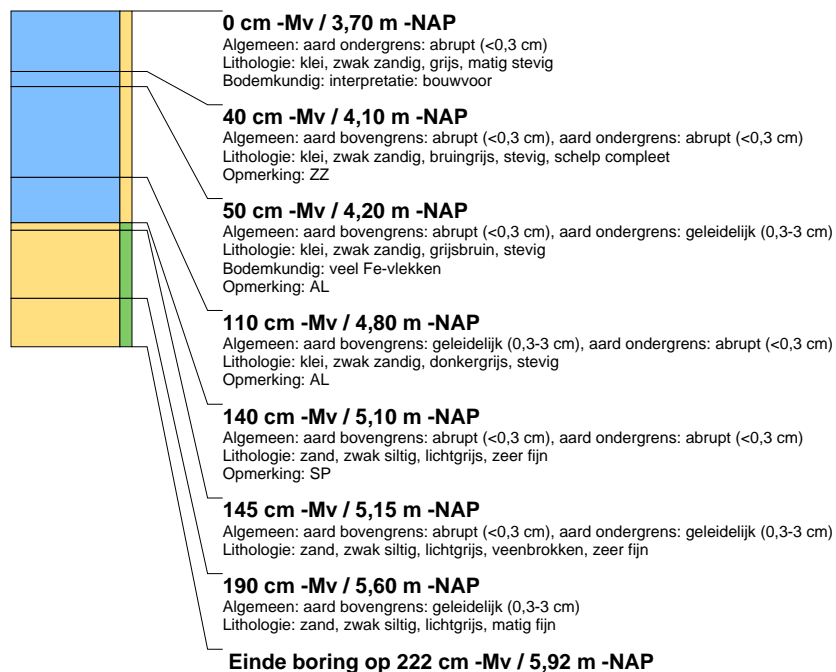 0 cm -Mv / 3,70 m -NAP
Algemeen: aard ondergrens: abrupt (<0,3 cm)
Lithologie: klei, zwak zandig, grijs, matig stevig
Bodemkundig: interpretatie: bouwvoor
40 cm -Mv / 4,10 m -NAP
Algemeen: aard bovengrens: abrupt (<0,3 cm), aard ondergrens: abrupt (<0,3 cm)
Lithologie: klei, zwak zandig, bruingrijs, stevig, schelp compleet
Opmerking: ZZ
50 cm -Mv / 4,20 m -NAP
Algemeen: aard bovengrens: abrupt (<0,3 cm), aard ondergrens: geleidelijk (0,3-3 cm)
Lithologie: klei, zwak zandig, grijsbruin, stevig
Bodemkundig: veel Fe-vlekken
Opmerking: AL
110 cm -Mv / 4,80 m -NAP
Algemeen: aard bovengrens: geleidelijk (0,3-3 cm), aard ondergrens: abrupt (<0,3 cm)
Lithologie: klei, zwak zandig, donkergrijs, stevig
Opmerking: AL
140 cm -Mv / 5,10 m -NAP
Algemeen: aard bovengrens: abrupt (<0,3 cm), aard ondergrens: abrupt (<0,3 cm)
Lithologie: zand, zwak siltig, lichtgrijs, zeer fijn
Opmerking: SP
145 cm -Mv / 5,15 m -NAP
Algemeen: aard bovengrens: abrupt (<0,3 cm), aard ondergrens: geleidelijk (0,3-3 cm)
Lithologie: zand, zwak siltig, lichtgrijs, veenbrokken, zeer fijn
190 cm -Mv / 5,60 m -NAP
Algemeen: aard bovengrens: geleidelijk (0,3-3 cm)
Lithologie: zand, zwak siltig, lichtgrijs, matig fijn
Einde boring op 222 cm -Mv / 5,92 m -NAP